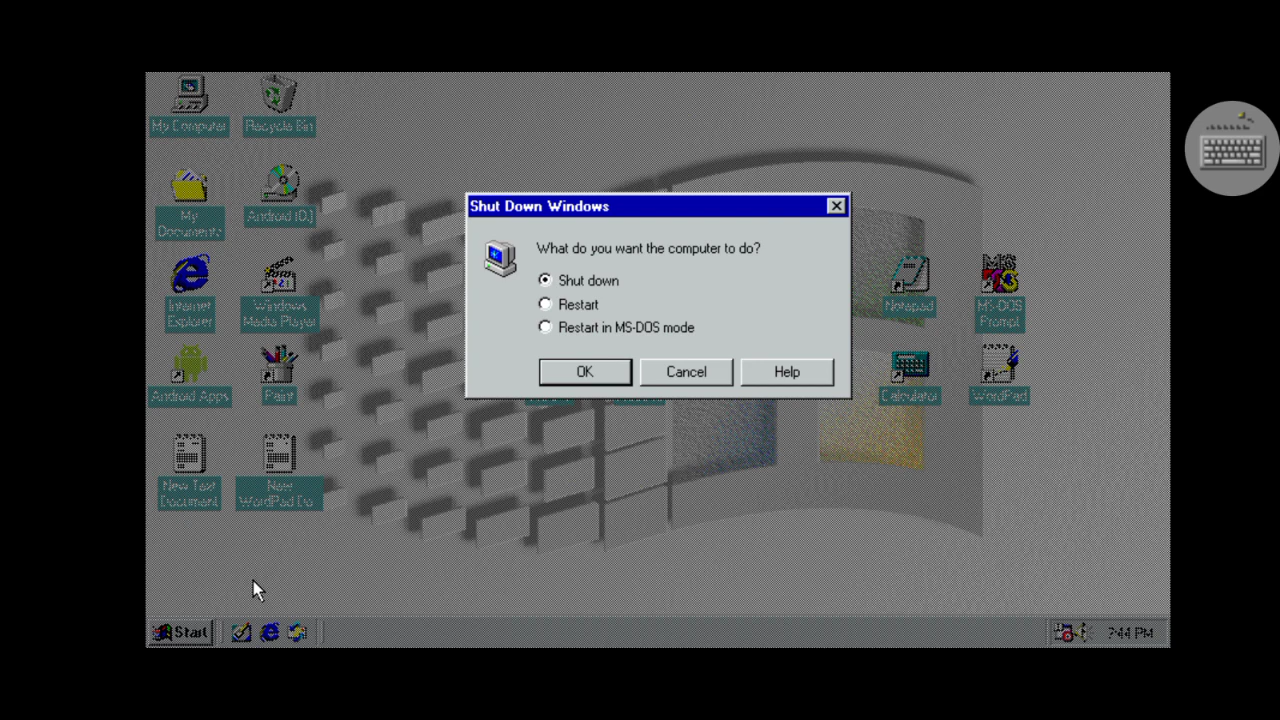 My Computer
Recycle Bin
My
Documents
Android (D:)
Internet
Explorer
Windows
Media Player
Android Apps
Paint
New Text
Document
New
WordPad Do...
Shut Down Windows
What do you want the computer to do?
Shut down
Restart
Restart in MS-DOS mode
OK
Cancel
Help
Notepad
MS-DOS
Prompt
Calculator
WordPad
Start
7:44 PM